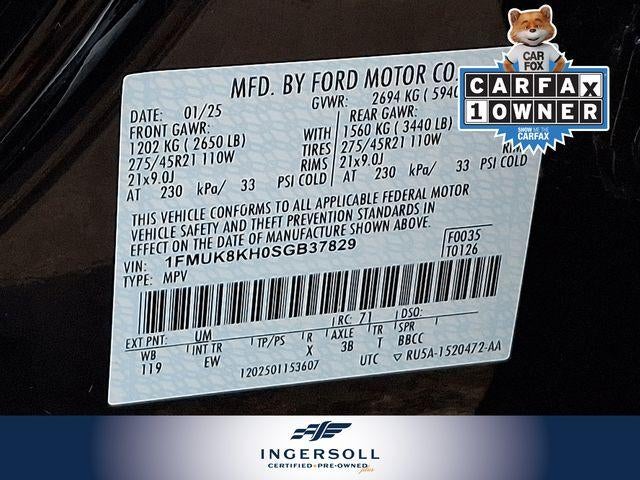 MFD. BY FORD MOTOR CO.
DATE: 01/25
GVWR: 2694 KG ( 5940
FRONT GAWR:
1202 KG ( 2650 LB)
275/45R21 110W
21x9.0J
AT 230 kPa/ 33 PSI COLD
WITH
TIRES
RIMS
REAR GAWR:
1560 KG ( 3440 LB)
275/45R21 110W
21x9.0J
AT 230 kPa/ 33 PSI COLD
THIS VEHICLE CONFORMS TO ALL APPLICABLE FEDERAL MOTOR
VEHICLE SAFETY AND THEFT PREVENTION STANDARDS IN
EFFECT ON THE DATE OF MANUFACTURE SHOWN ABOVE.
VIN: 1FMUK8KH0SGB37829
TYPE: MPV
F0035
T0126
EXT PNT: UM RC: 71 DSO:
WB INT TR TP/PS R AXLE TR SPR
119 EW X 3B T BBCC
1202501153607
UTC RU5A-1520472-AA
CAR
FOX
CARFAX
1 OWNER
SHOW ME THE
CARFAX
INGERSOLL
CERTIFIED • PRE-OWNED plus